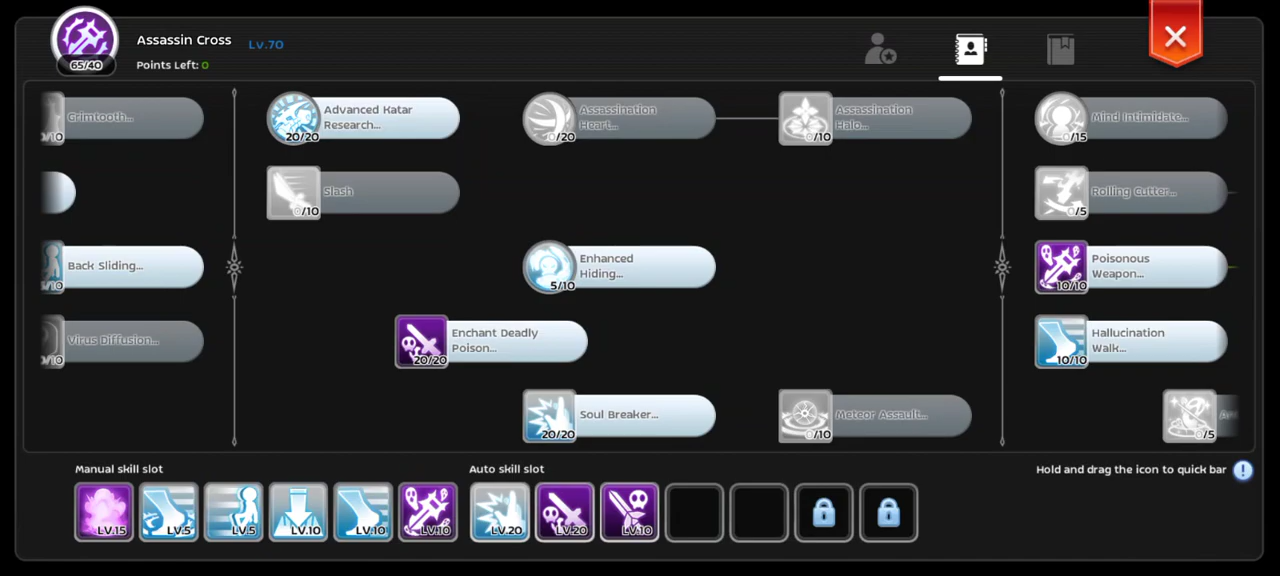 Assassin Cross Lv.70
65/40
Points Left: 0
Grimtooth...
/10
Advanced Katar
Research...
20/20
Assassination
Heart...
0/20
Assassination
Halo...
0/10
Mind Intimidate...
0/15
Slash
0/10
Rolling Cutter...
0/5
Back Sliding...
/10
Enhanced
Hiding...
5/10
Poisonous
Weapon...
10/10
Virus Diffusion...
/10
Enchant Deadly
Poison...
20/20
Hallucination
Walk...
10/10
Soul Breaker...
20/20
Meteor Assault...
0/10
0/5
Manual skill slot
Auto skill slot
Hold and drag the icon to quick bar !
LV.15 LV.5 LV.5 LV.10 LV.10 LV.10 LV.20 LV.20 LV.10